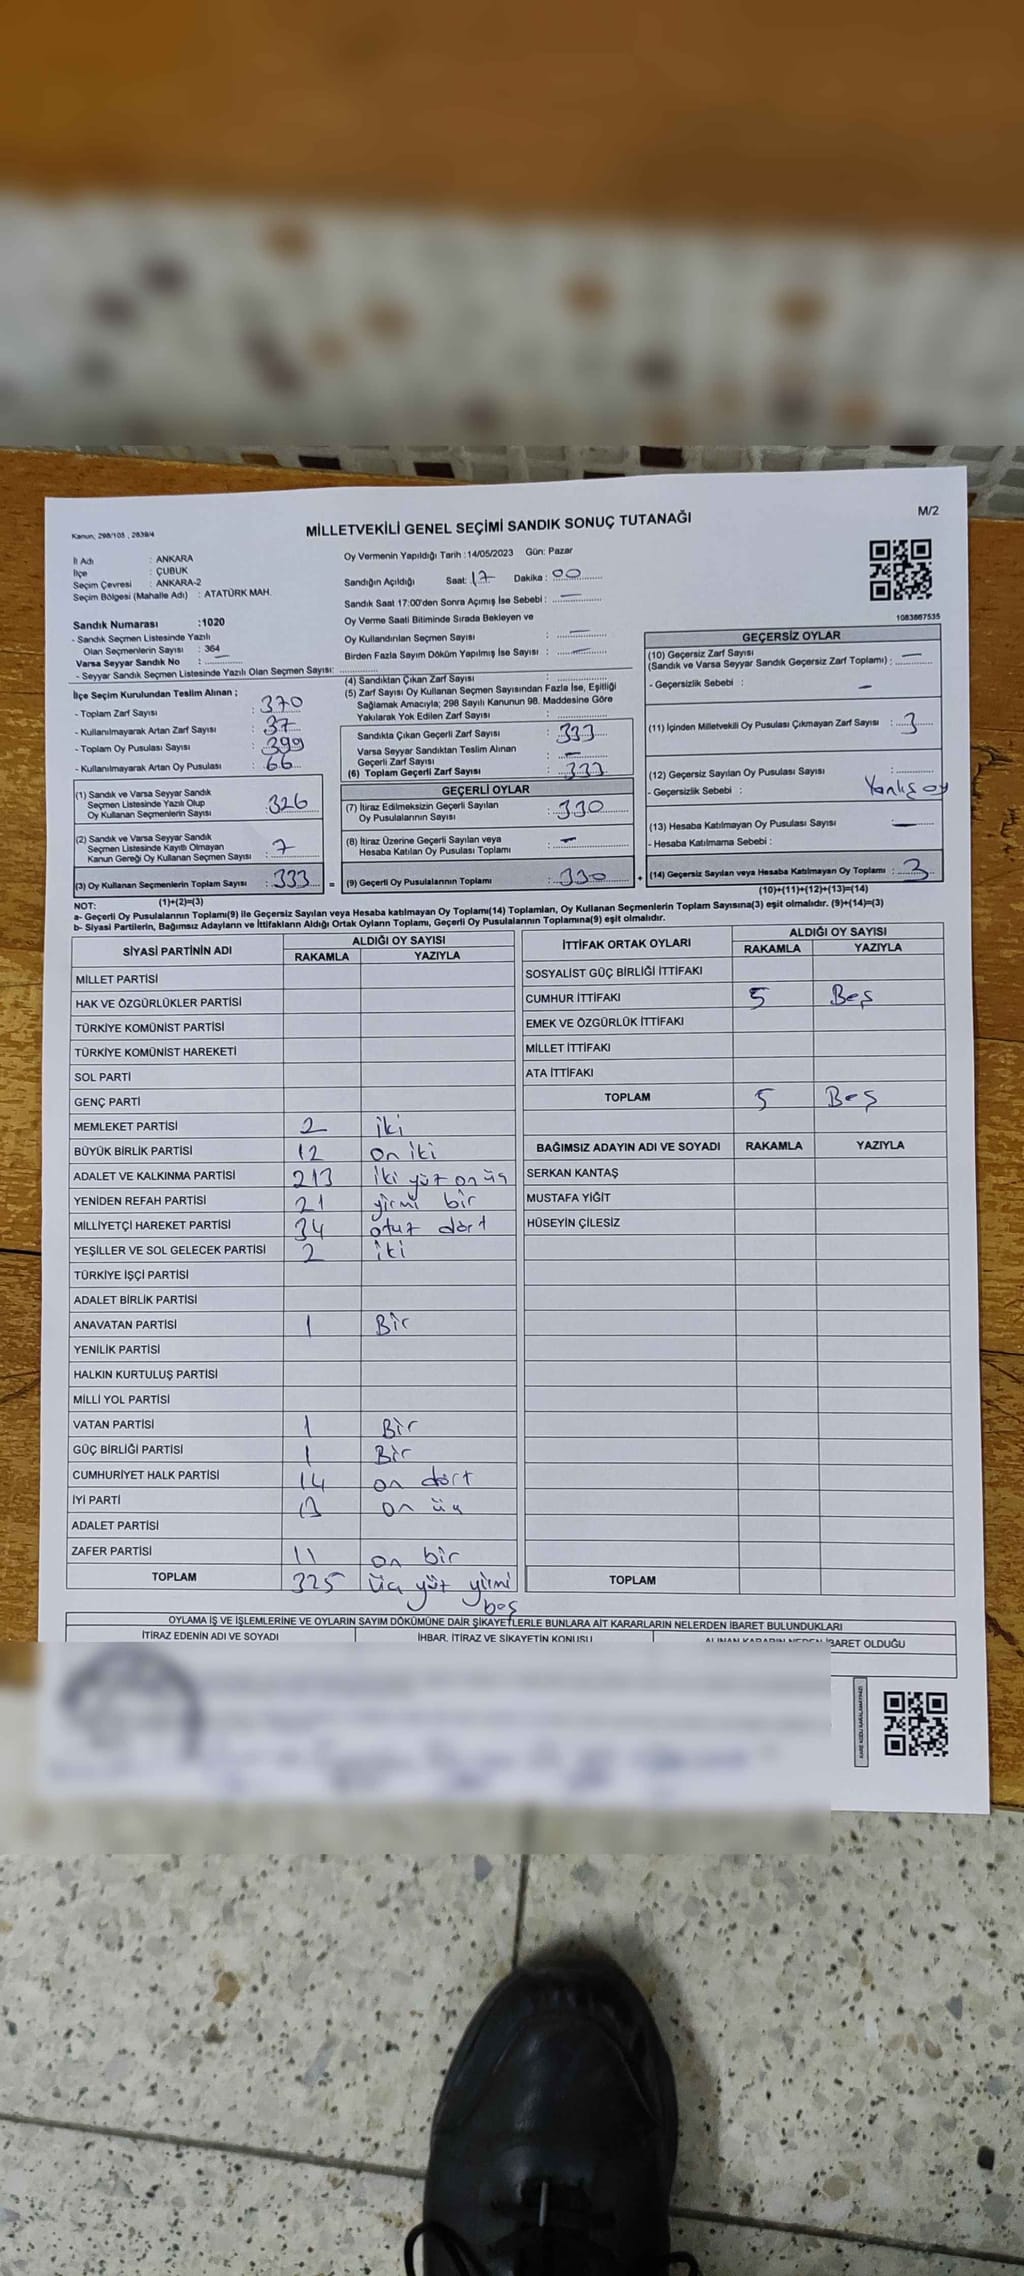 M/2
Kanun, 298/105 , 2839/4
MİLLETVEKİLİ GENEL SEÇİMİ SANDIK SONUÇ TUTANAĞI
İl Adı : ANKARA
İlçe : ÇUBUK
Seçim Çevresi : ANKARA-2
Seçim Bölgesi (Mahalle Adı) : ATATÜRK MAH.
Sandık Numarası :1020
- Sandık Seçmen Listesinde Yazılı
Olan Seçmenlerin Sayısı : 364
Varsa Seyyar Sandık No : —
- Seyyar Sandık Seçmen Listesinde Yazılı Olan Seçmen Sayısı:
İlçe Seçim Kurulundan Teslim Alınan ;
- Toplam Zarf Sayısı : 370
- Kullanılmayarak Artan Zarf Sayısı : 37
- Toplam Oy Pusulası Sayısı : 399
- Kullanılmayarak Artan Oy Pusulası : 66
(1) Sandık ve Varsa Seyyar Sandık
Seçmen Listesinde Yazılı Olup
Oy Kullanan Seçmenlerin Sayısı : 326
(2) Sandık ve Varsa Seyyar Sandık
Seçmen Listesinde Kayıtlı Olmayan
Kanun Gereği Oy Kullanan Seçmen Sayısı : 7
(3) Oy Kullanan Seçmenlerin Toplam Sayısı : 333 =
(1)+(2)=(3)
Oy Vermenin Yapıldığı Tarih : 14/05/2023 Gün: Pazar
Sandığın Açıldığı Saat: 17 Dakika : 00
Sandık Saat 17:00'den Sonra Açmış İse Sebebi : —
Oy Verme Saati Bitiminde Sırada Bekleyen ve
Oy Kullandırılan Seçmen Sayısı : —
Birden Fazla Sayım Döküm Yapılmış İse Sayısı : —
(4) Sandıktan Çıkan Zarf Sayısı :
(5) Zarf Sayısı Oy Kullanan Seçmen Sayısından Fazla İse, Eşitliği
Sağlamak Amacıyla; 298 Sayılı Kanunun 98. Maddesine Göre
Yakılarak Yok Edilen Zarf Sayısı :
Sandıkta Çıkan Geçerli Zarf Sayısı : 333
Varsa Seyyar Sandıktan Teslim Alınan
Geçerli Zarf Sayısı : —
(6) Toplam Geçerli Zarf Sayısı : 333
GEÇERLİ OYLAR
(7) İtiraz Edilmeksizin Geçerli Sayılan
Oy Pusulalarının Sayısı : 330
(8) İtiraz Üzerine Geçerli Sayılan veya
Hesaba Katılan Oy Pusulası Toplamı : —
(9) Geçerli Oy Pusulalarının Toplamı : 330 +
1083667535
GEÇERSİZ OYLAR
(10) Geçersiz Zarf Sayısı
(Sandık ve Varsa Seyyar Sandık Geçersiz Zarf Toplamı) : —
- Geçersizlik Sebebi : —
(11) İçinden Milletvekili Oy Pusulası Çıkmayan Zarf Sayısı : 3
(12) Geçersiz Sayılan Oy Pusulası Sayısı :
- Geçersizlik Sebebi : Yanlış oy
(13) Hesaba Katılmayan Oy Pusulası Sayısı : —
- Hesaba Katılmama Sebebi :
(14) Geçersiz Sayılan veya Hesaba Katılmayan Oy Toplamı : 3
(10)+(11)+(12)+(13)=(14)
NOT:
a- Geçerli Oy Pusulalarının Toplamı(9) ile Geçersiz Sayılan veya Hesaba katılmayan Oy Toplamı(14) Toplamları, Oy Kullanan Seçmenlerin Toplam Sayısına(3) eşit olmalıdır. (9)+(14)=(3)
b- Siyasi Partilerin, Bağımsız Adayların ve İttifakların Aldığı Ortak Oyların Toplamı, Geçerli Oy Pusulalarının Toplamına(9) eşit olmalıdır.
SİYASİ PARTİNİN ADI ALDIĞI OY SAYISI
RAKAMLA YAZIYLA
MİLLET PARTİSİ
HAK VE ÖZGÜRLÜKLER PARTİSİ
TÜRKİYE KOMÜNİST PARTİSİ
TÜRKİYE KOMÜNİST HAREKETİ
SOL PARTİ
GENÇ PARTİ
MEMLEKET PARTİSİ 2 iki
BÜYÜK BİRLİK PARTİSİ 12 on iki
ADALET VE KALKINMA PARTİSİ 213 iki yüz on üç
YENİDEN REFAH PARTİSİ 21 yirmi bir
MİLLİYETÇİ HAREKET PARTİSİ 34 otuz dört
YEŞİLLER VE SOL GELECEK PARTİSİ 2 iki
TÜRKİYE İŞÇİ PARTİSİ
ADALET BİRLİK PARTİSİ
ANAVATAN PARTİSİ 1 Bir
YENİLİK PARTİSİ
HALKIN KURTULUŞ PARTİSİ
MİLLİ YOL PARTİSİ
VATAN PARTİSİ 1 Bir
GÜÇ BİRLİĞİ PARTİSİ 1 Bir
CUMHURİYET HALK PARTİSİ 14 on dört
İYİ PARTİ 13 on üç
ADALET PARTİSİ
ZAFER PARTİSİ 11 on bir
TOPLAM 325 üç yüz yirmi
beş
İTTİFAK ORTAK OYLARI ALDIĞI OY SAYISI
RAKAMLA YAZIYLA
SOSYALİST GÜÇ BİRLİĞİ İTTİFAKI
CUMHUR İTTİFAKI 5 Beş
EMEK VE ÖZGÜRLÜK İTTİFAKI
MİLLET İTTİFAKI
ATA İTTİFAKI
TOPLAM 5 Beş
BAĞIMSIZ ADAYIN ADI VE SOYADI RAKAMLA YAZIYLA
SERKAN KANTAŞ
MUSTAFA YİĞİT
HÜSEYİN ÇİLESİZ
TOPLAM
OYLAMA İŞ VE İŞLEMLERİNE VE OYLARIN SAYIM DÖKÜMÜNE DAİR ŞİKAYETLERLE BUNLARA AİT KARARLARIN NELERDEN İBARET BULUNDUKLARI
İTİRAZ EDENİN ADI VE SOYADI İHBAR, İTİRAZ VE ŞİKAYETİN KONUSU ALINAN KARARIN NEDEN İBARET OLDUĞU